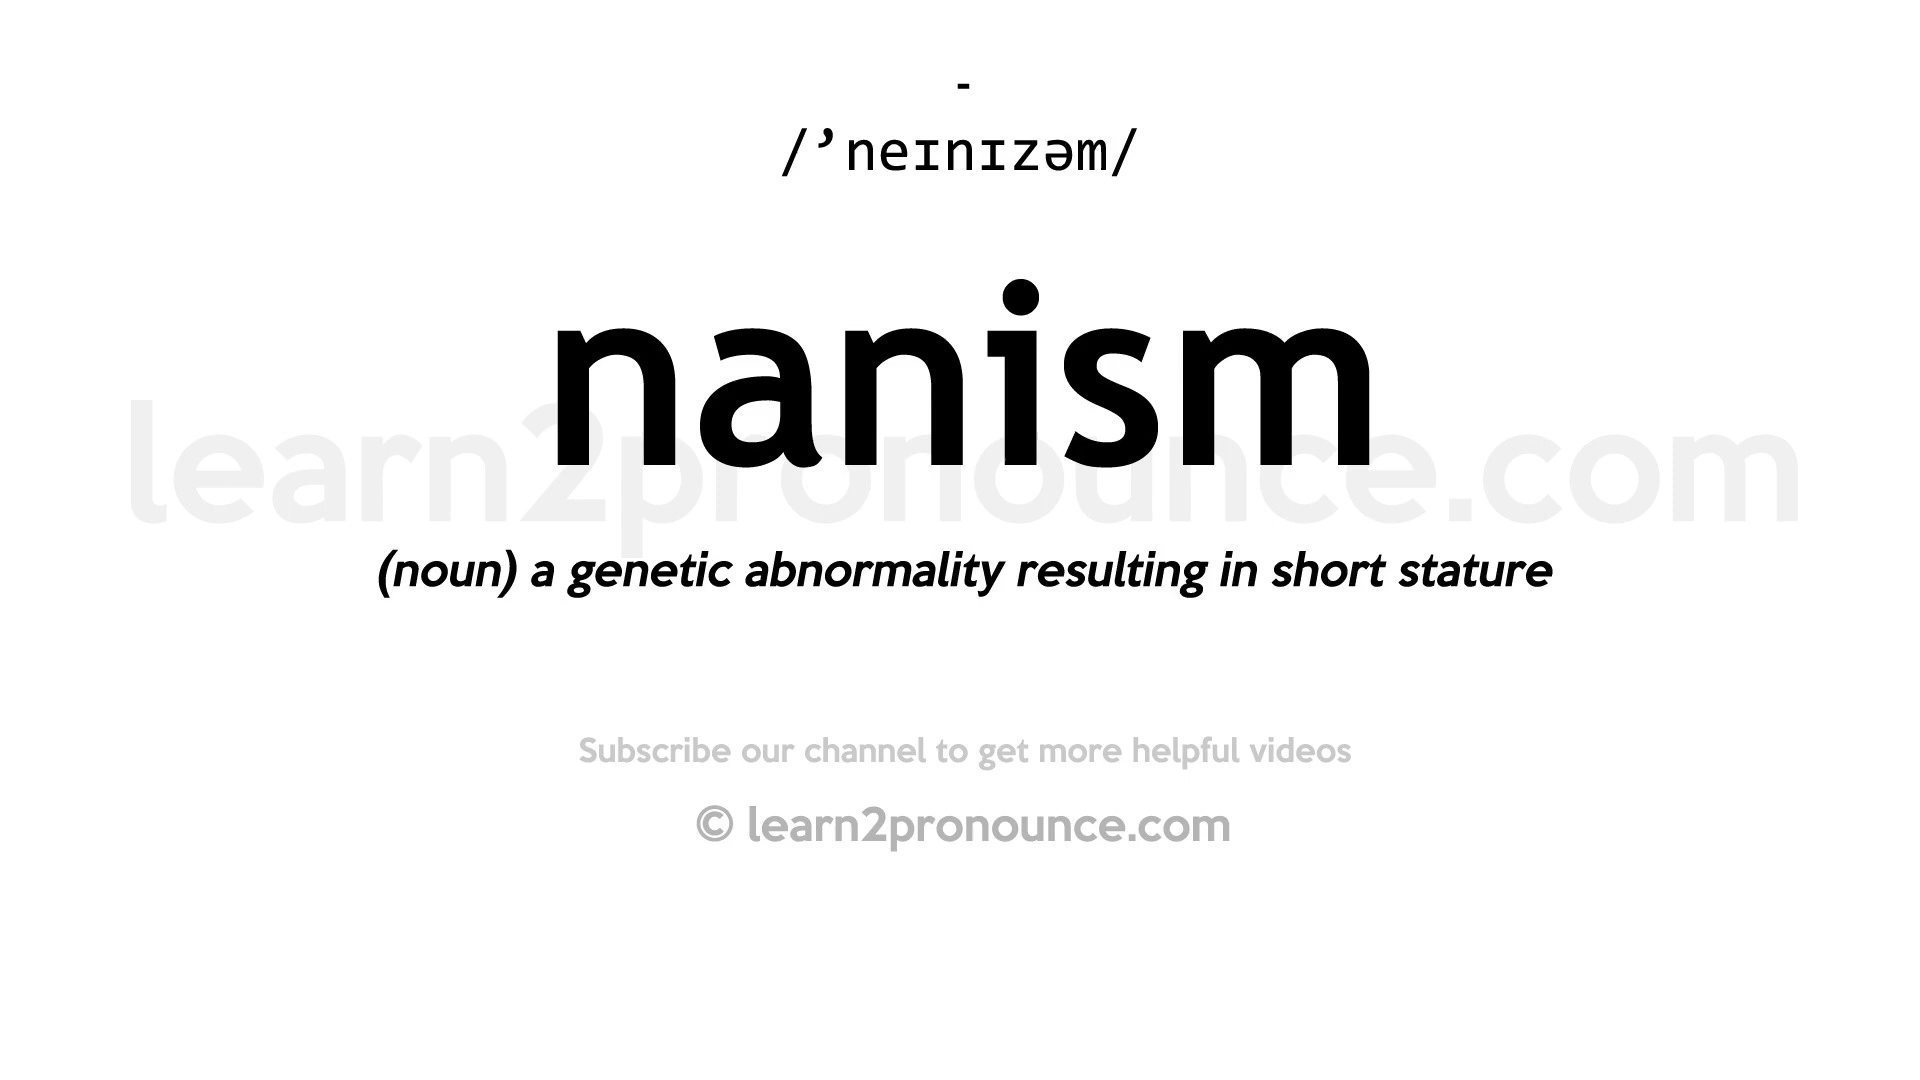 -
/’neɪnɪzəm/
nanism
learn2pronounce.com
(noun) a genetic abnormality resulting in short stature
Subscribe our channel to get more helpful videos
© learn2pronounce.com